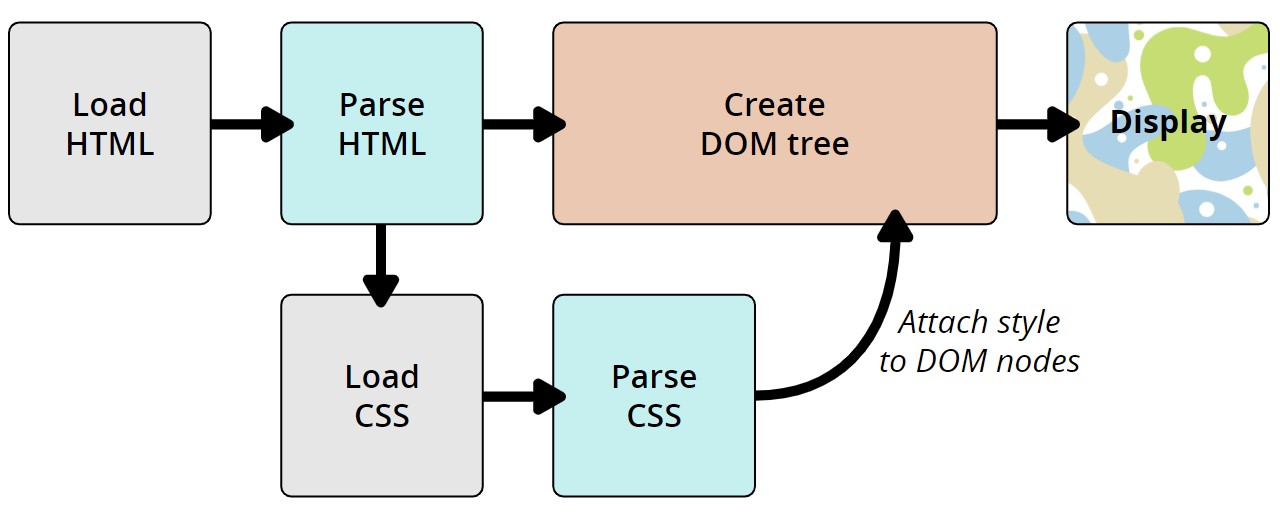 Load
HTML
Parse
HTML
Create
DOM tree
Display
Load
CSS
Parse
CSS
Attach style
to DOM nodes